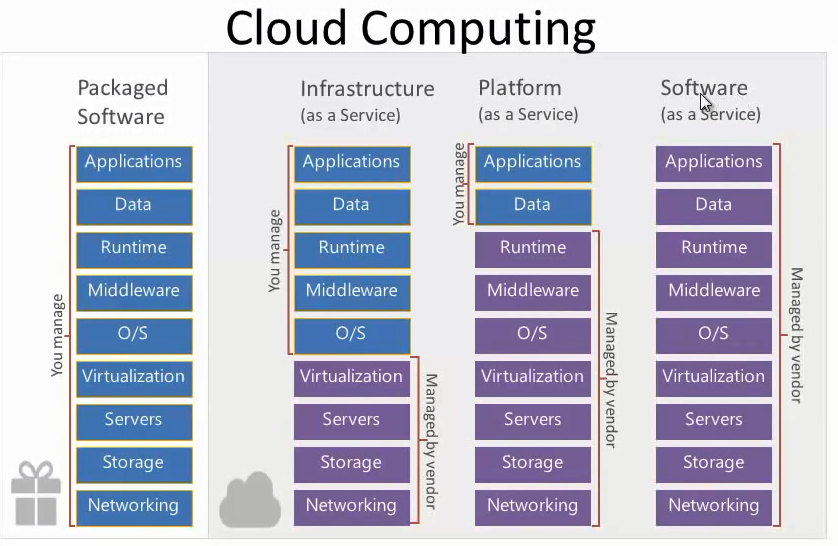 Cloud Computing
Packaged
Software
You manage
Applications
Data
Runtime
Middleware
O/S
Virtualization
Servers
Storage
Networking
Infrastructure
(as a Service)
You manage
Applications
Data
Runtime
Middleware
O/S
Virtualization
Servers
Storage
Networking
Managed by vendor
Platform
(as a Service)
You manage
Applications
Data
Runtime
Middleware
O/S
Virtualization
Servers
Storage
Networking
Managed by vendor
Software
(as a Service)
Applications
Data
Runtime
Middleware
O/S
Virtualization
Servers
Storage
Networking
Managed by vendor